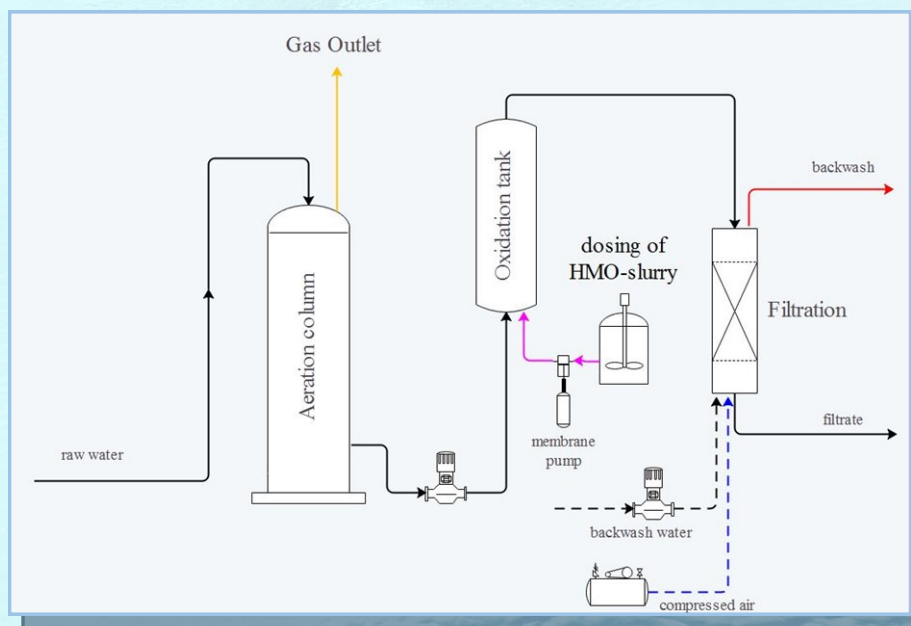 Gas Outlet
raw water
Aeration column
Oxidation tank
dosing of
HMO-slurry
membrane
pump
backwash
Filtration
filtrate
backwash water
compressed air